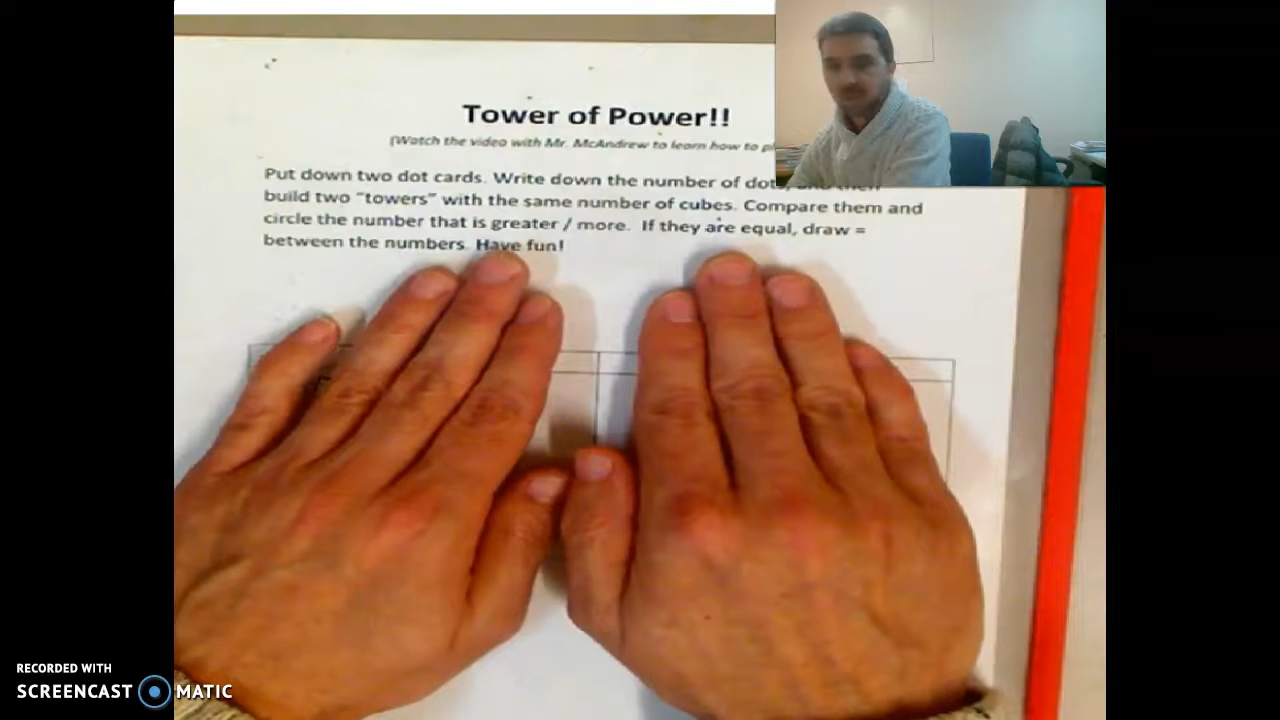 Tower of Power!!
(Watch the video with Mr. McAndrew to learn how to
Put down two dot cards. Write down the number of
build two "towers" with the same number of cubes. Compare them and
circle the number that is greater / more. If they are equal, draw =
between the numbers. Have fun!
RECORDED WITH
SCREENCAST MATIC